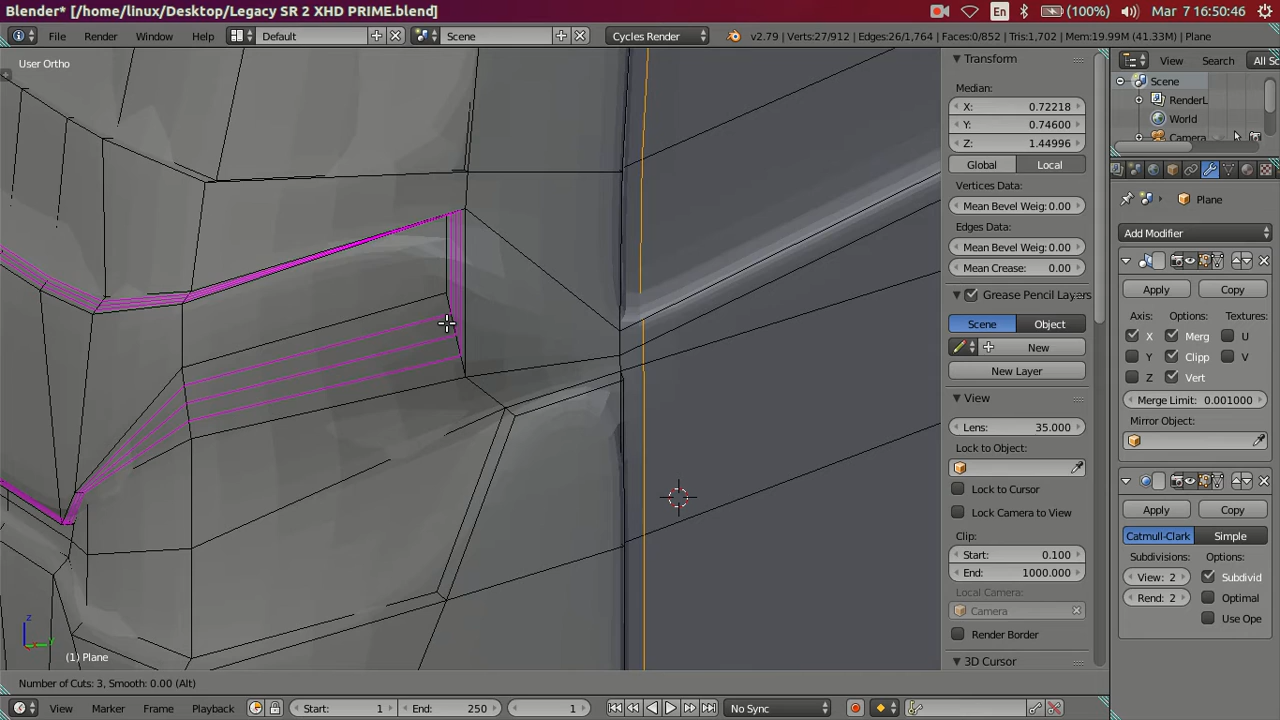 Blender* [/home/linux/Desktop/Legacy SR 2 XHD PRIME.blend]
En
(100%)
Mar 7 16:50:46
File Render Window Help
Default
Scene
Cycles Render
v2.79 | Verts:27/912 | Edges:26/1,764 | Faces:0/852 | Tris:1,702 | Mem:19.99M (41.33M) | Plane
User Ortho
Transform
Median:
X: 0.72218
Y: 0.74600
Z: 1.44996
Global Local
Vertices Data:
Mean Bevel Weig: 0.00
Edges Data:
Mean Bevel Weig: 0.00
Mean Crease: 0.00
Grease Pencil Layers
Scene Object
New
New Layer
View
Lens: 35.000
Lock to Object:
Lock to Cursor
Lock Camera to View
Clip:
Start: 0.100
End: 1000.000
Local Camera:
Camera
Render Border
3D Cursor
View Search All Sc
Scene
RenderL
World
Camera
Plane
Add Modifier
Apply Copy
Axis: Options: Textures:
X Merg U
Y Clipp V
Z Vert
Merge Limit: 0.001000
Mirror Object:
Apply Copy
Catmull-Clark Simple
Subdivisions: Options:
View: 2 Subdivid
Rend: 2 Optimal
Use Ope
z
y
(1) Plane
Number of Cuts: 3, Smooth: 0.00 (Alt)
View Marker Frame Playback
Start: 1
End: 250
1
No Sync